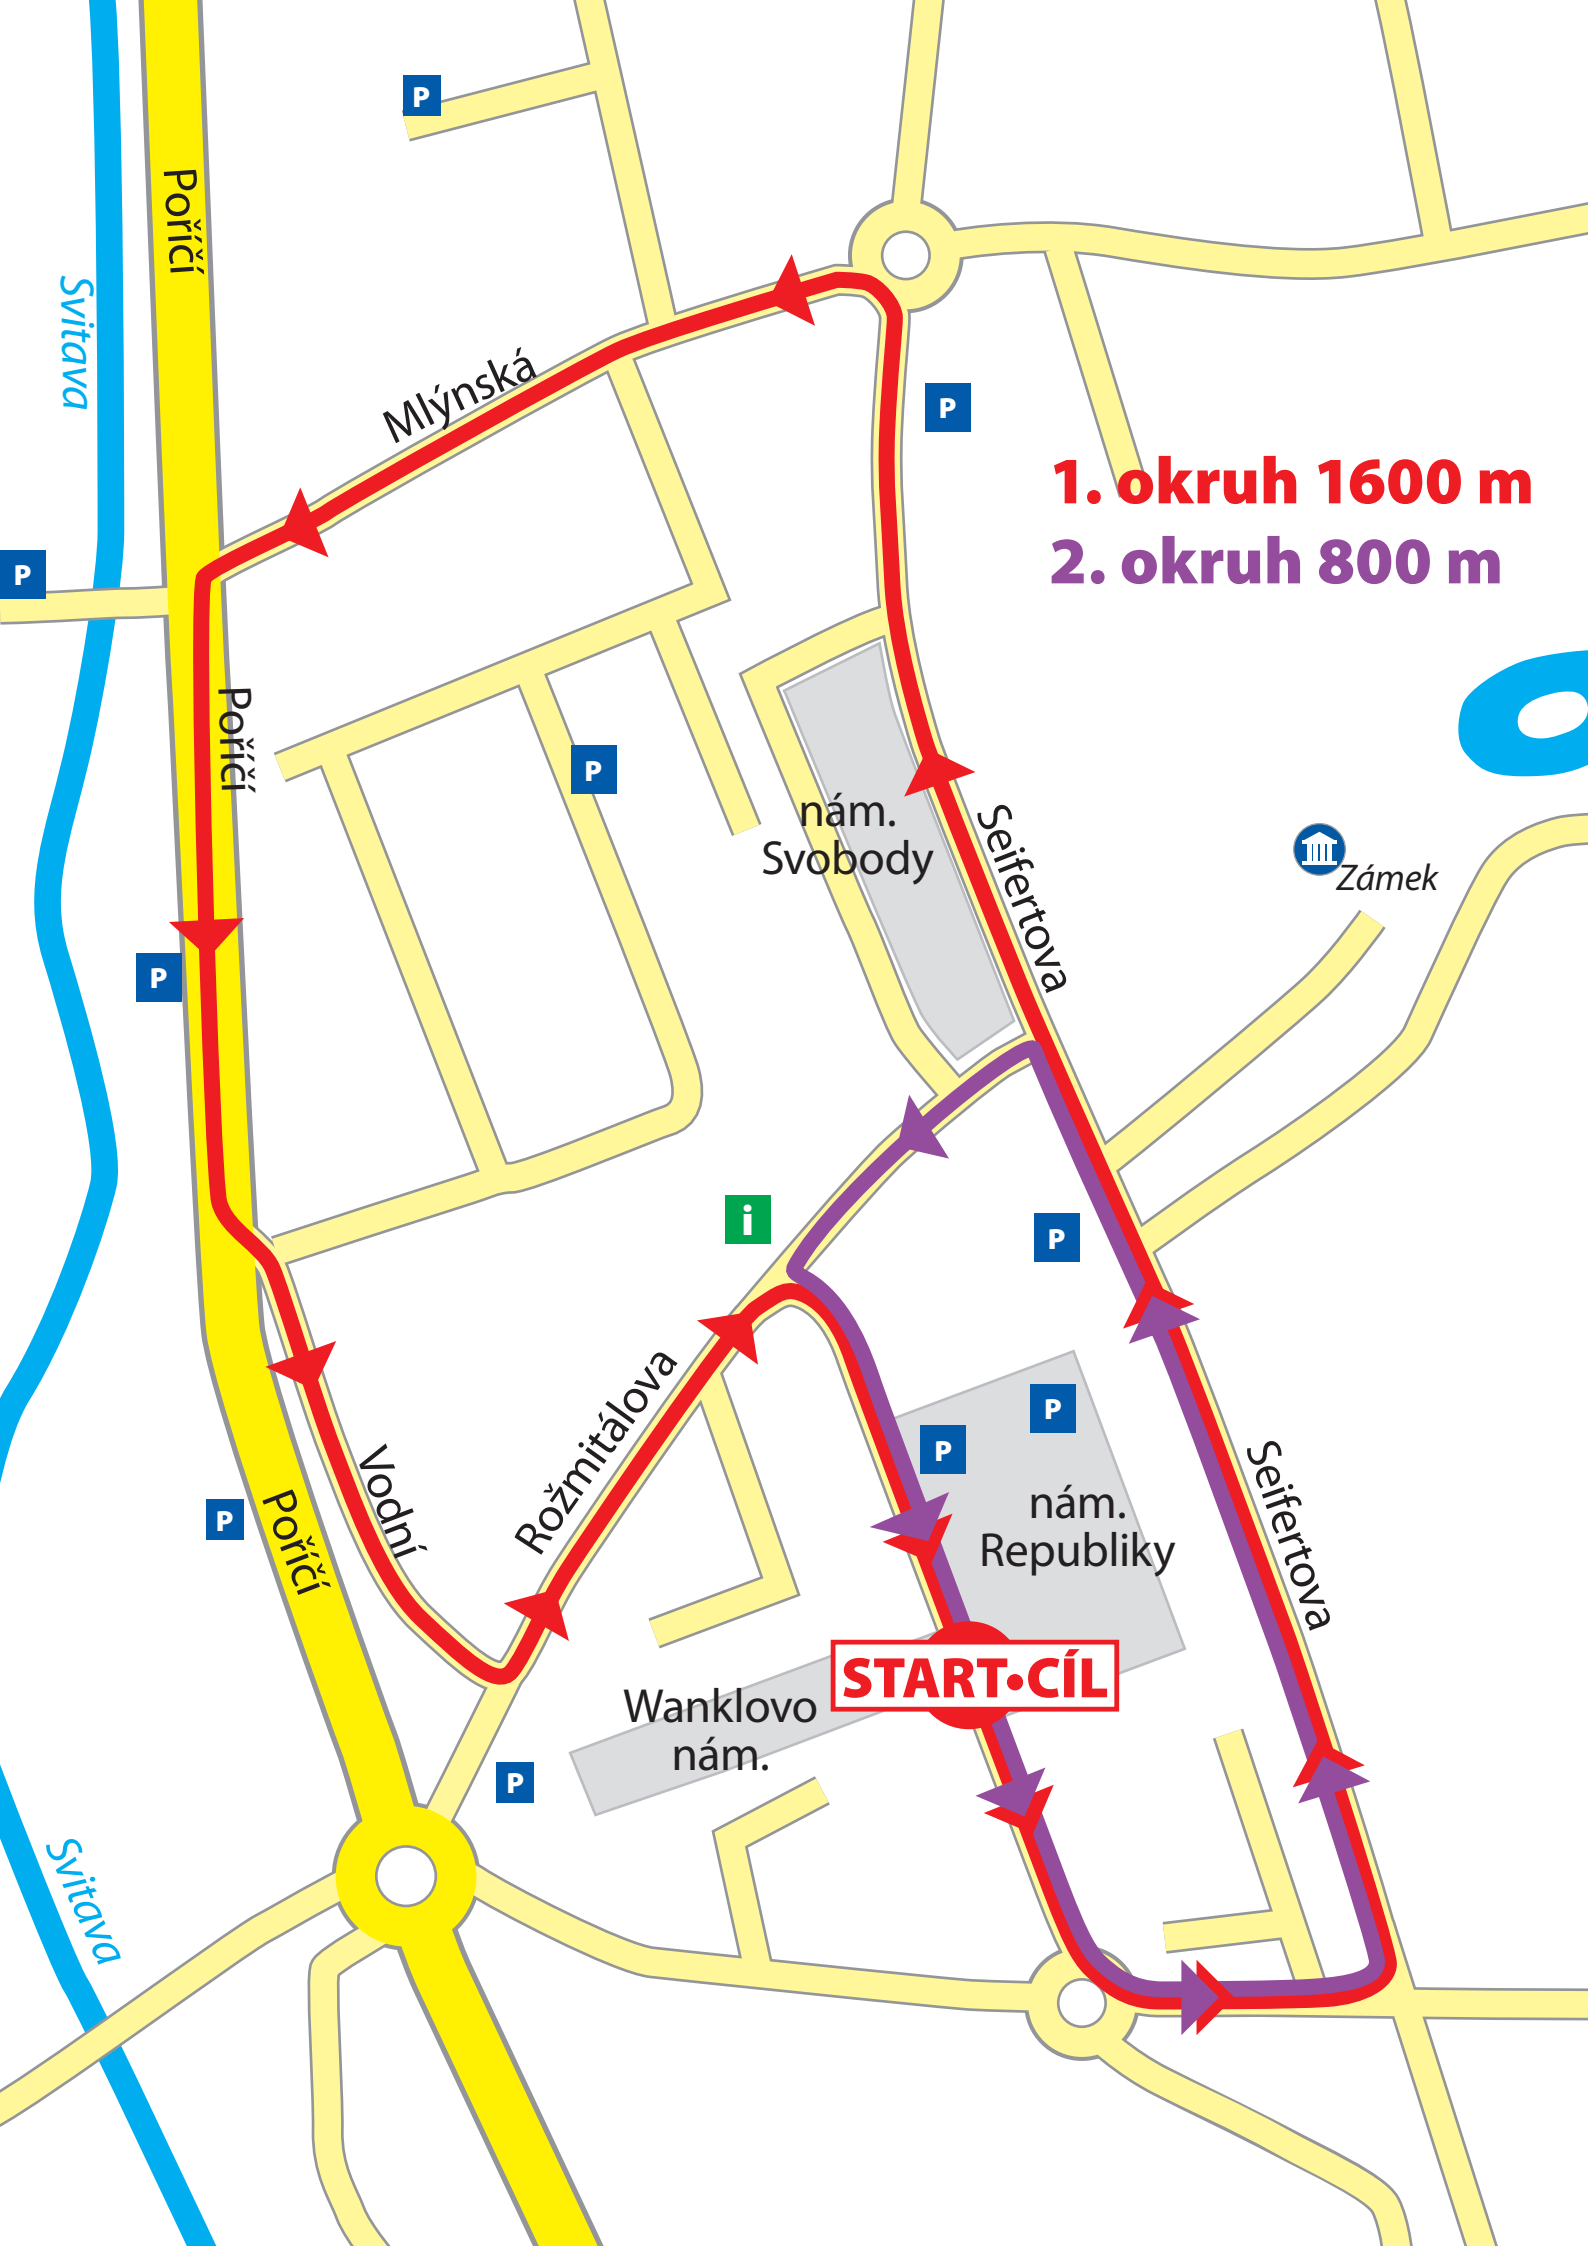 P
Poříčí
Svitava
Mlýnská
P
1. okruh 1600 m
2. okruh 800 m
P
Poříčí
P
nám.
Svobody
Seifertova
Zámek
P
i
P
Rožmitálova
P
P
Vodní
Poříčí
P
nám.
Republiky
Seifertova
START•CÍL
Wanklovo
nám.
P
Svitava